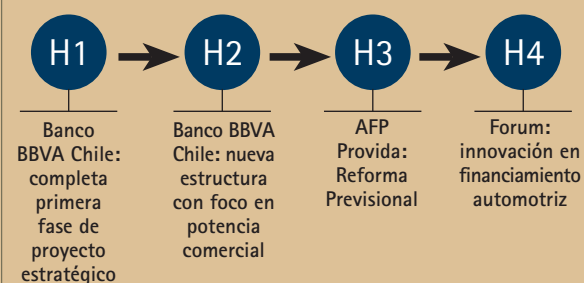 H1
H2
H3
H4
Banco
BBVA Chile:
completa
primera
fase de
proyecto
estratégico
Banco BBVA
Chile: nueva
estructura
con foco en
potencia
comercial
AFP
Provida:
Reforma
Previsional
Forum:
innovación en
financiamiento
automotriz